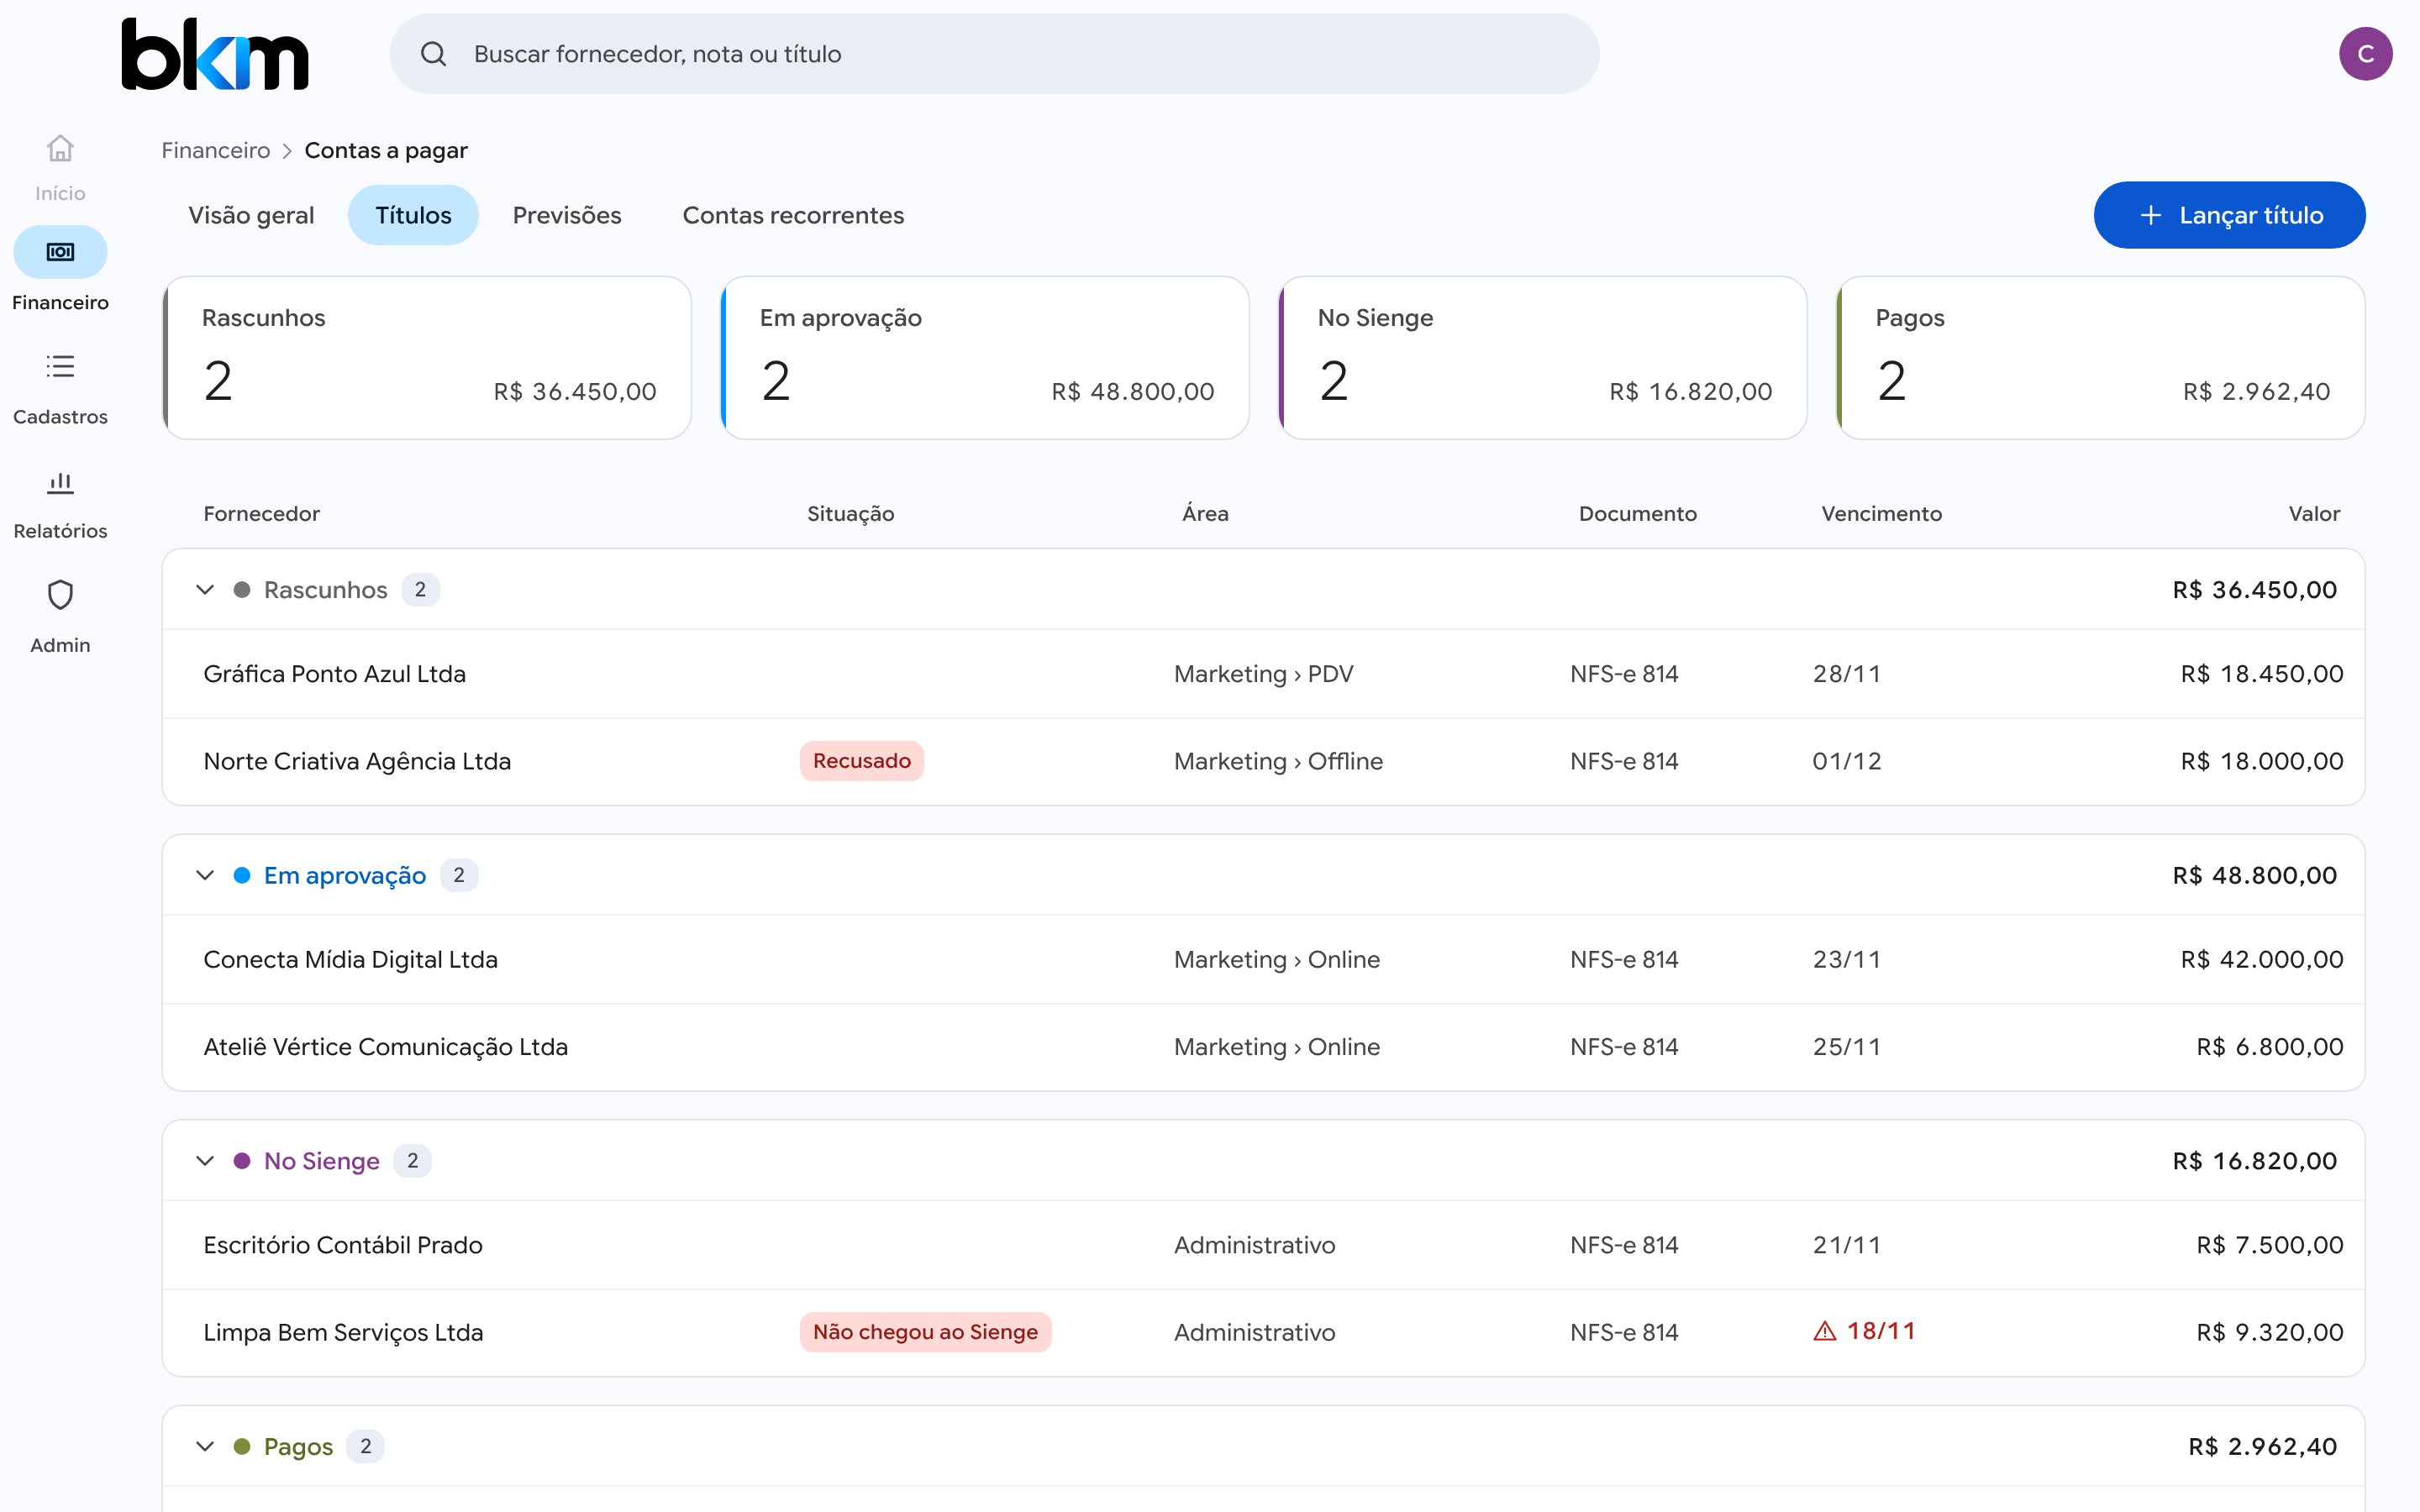 bkm
Buscar fornecedor, nota ou título
C
Início
Financeiro
Cadastros
Relatórios
Admin
Financeiro > Contas a pagar
Visão geral Títulos Previsões Contas recorrentes
+ Lançar título
Rascunhos
2 R$ 36.450,00
Em aprovação
2 R$ 48.800,00
No Sienge
2 R$ 16.820,00
Pagos
2 R$ 2.962,40
Fornecedor Situação Área Documento Vencimento Valor
Rascunhos 2 R$ 36.450,00
Gráfica Ponto Azul Ltda Marketing › PDV NFS-e 814 28/11 R$ 18.450,00
Norte Criativa Agência Ltda Recusado Marketing › Offline NFS-e 814 01/12 R$ 18.000,00
Em aprovação 2 R$ 48.800,00
Conecta Mídia Digital Ltda Marketing › Online NFS-e 814 23/11 R$ 42.000,00
Ateliê Vértice Comunicação Ltda Marketing › Online NFS-e 814 25/11 R$ 6.800,00
No Sienge 2 R$ 16.820,00
Escritório Contábil Prado Administrativo NFS-e 814 21/11 R$ 7.500,00
Limpa Bem Serviços Ltda Não chegou ao Sienge Administrativo NFS-e 814 18/11 R$ 9.320,00
Pagos 2 R$ 2.962,40